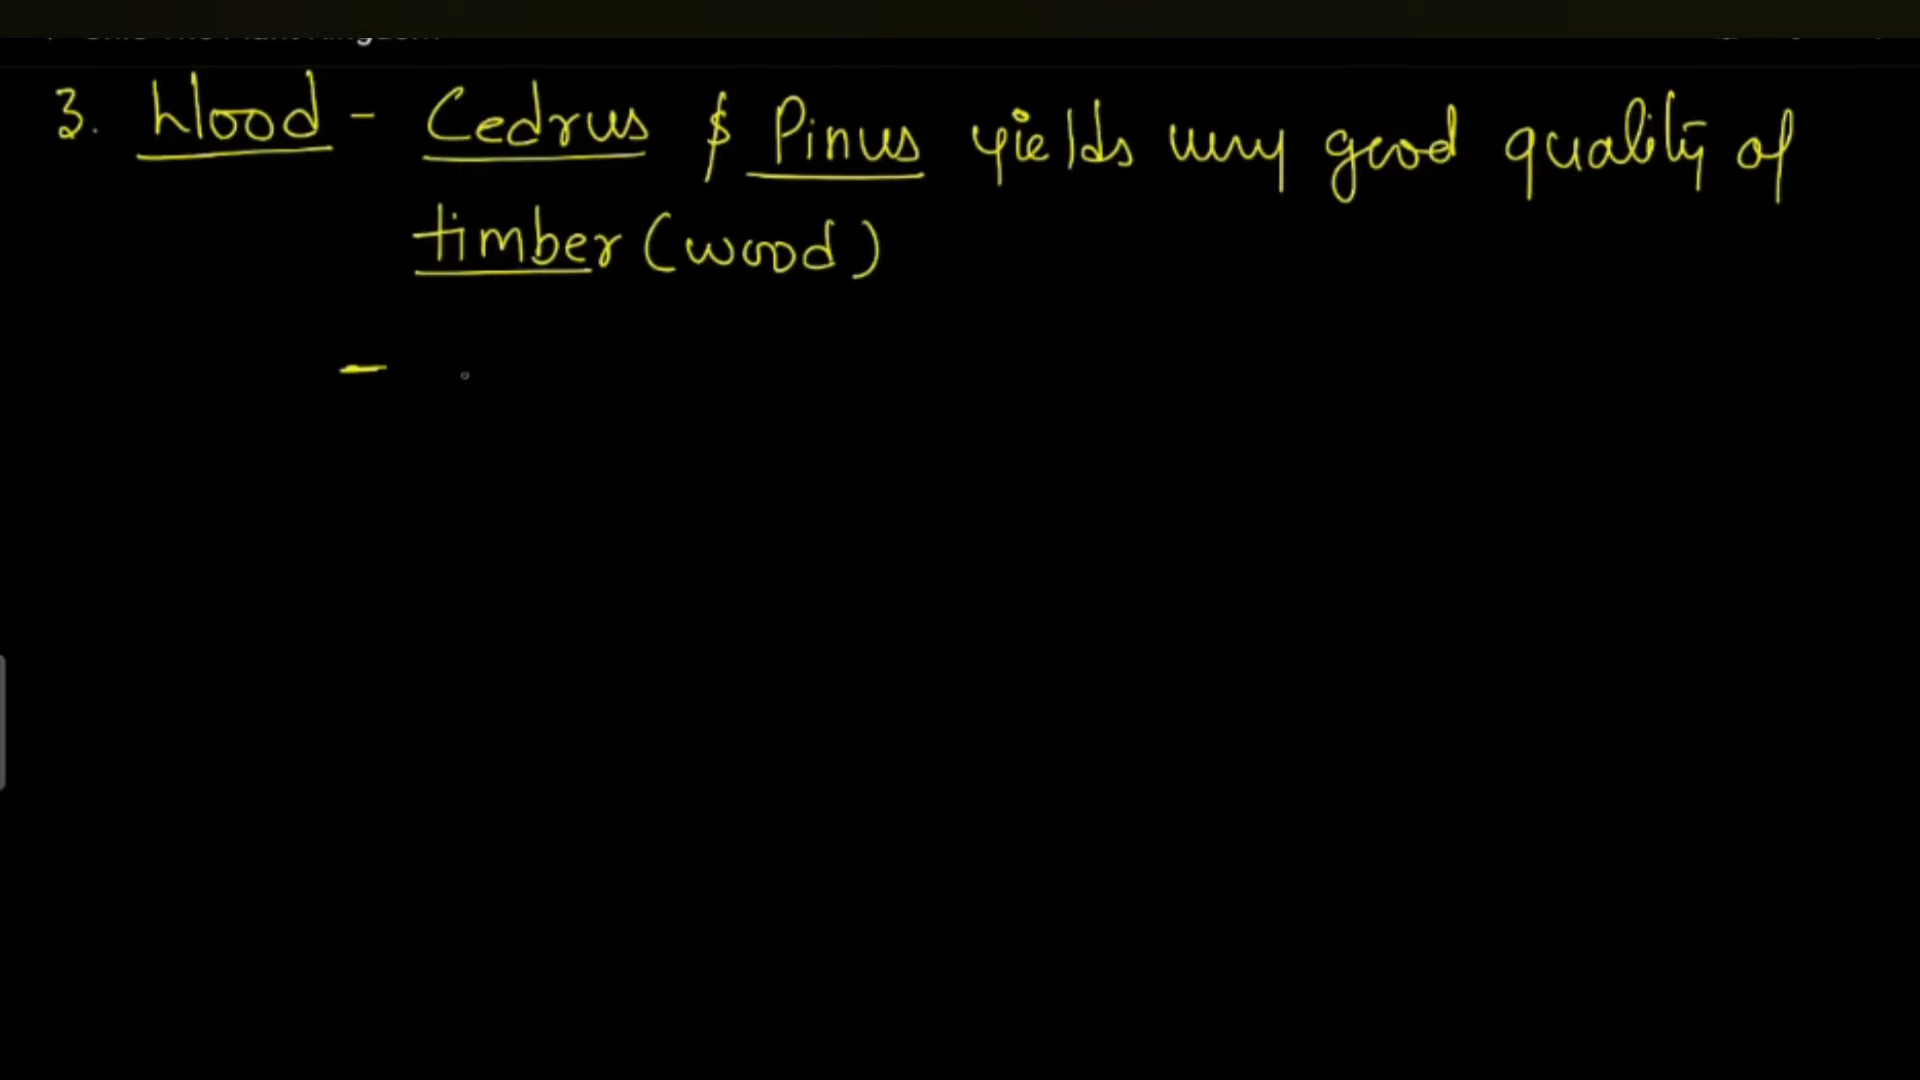 3. Wood - Cedrus & Pinus yields very good quality of
timber (wood)
-